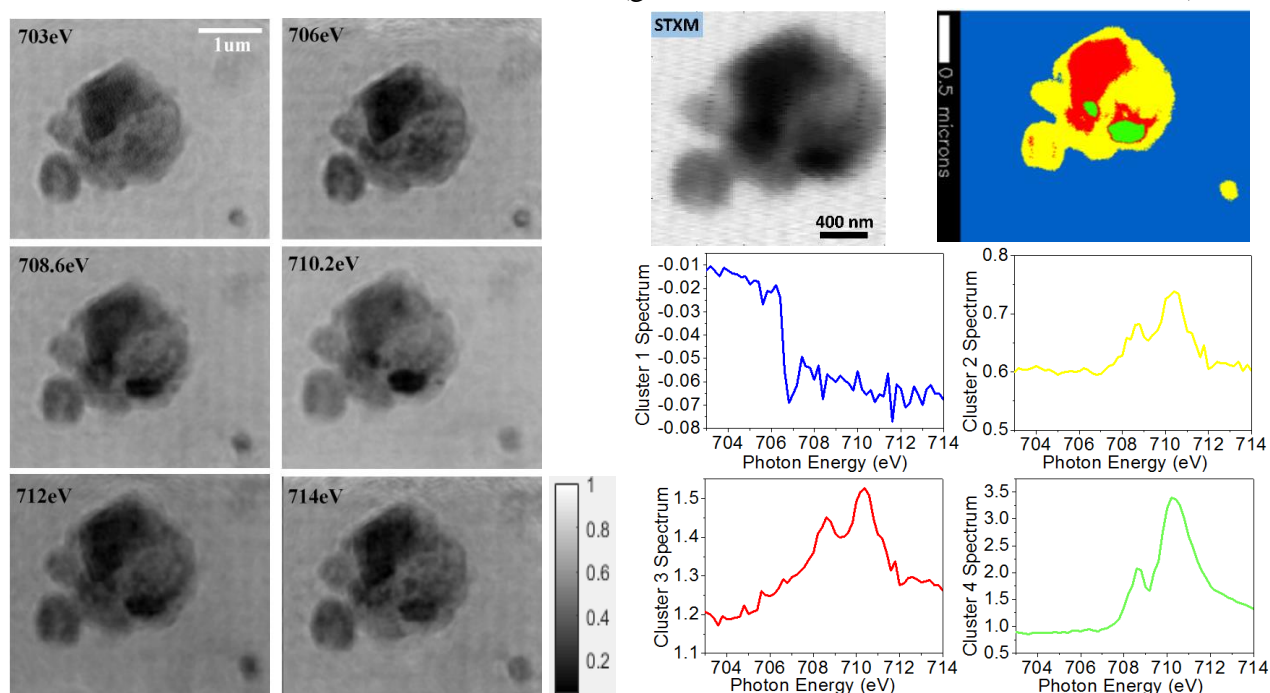 703eV
1um
706eV
708.6eV
710.2eV
712eV
714eV
1
0.8
0.6
0.4
0.2
STXM
400 nm
0.5 microns
-0.01
-0.02
-0.03
-0.04
-0.05
-0.06
-0.07
-0.08
Cluster 1 Spectrum
704 706 708 710 712 714
Photon Energy (eV)
0.8
0.7
0.6
0.5
Cluster 2 Spectrum
704 706 708 710 712 714
Photon Energy (eV)
1.5
1.4
1.3
1.2
1.1
Cluster 3 Spectrum
704 706 708 710 712 714
Photon Energy (eV)
3.5
3.0
2.5
2.0
1.5
1.0
0.5
Cluster 4 Spectrum
704 706 708 710 712 714
Photon Energy (eV)